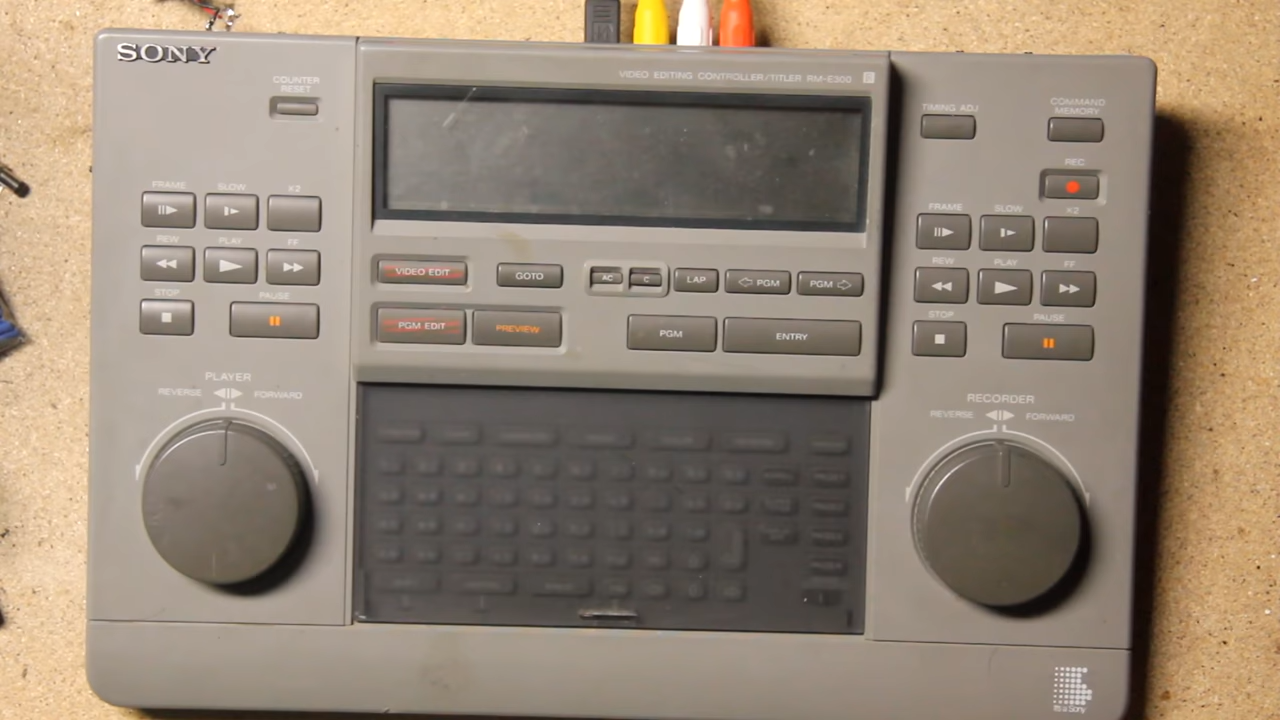 SONY
VIDEO EDITING CONTROLLER/TITLER RM-E300
COUNTER
RESET
FRAME SLOW ×2
REW PLAY FF
STOP PAUSE
PLAYER
REVERSE FORWARD
VIDEO EDIT GOTO AC C LAP PGM PGM
PGM EDIT PREVIEW PGM ENTRY
TIMING ADJ COMMAND
MEMORY
REC
FRAME SLOW ×2
REW PLAY FF
STOP PAUSE
RECORDER
REVERSE FORWARD
It's a Sony